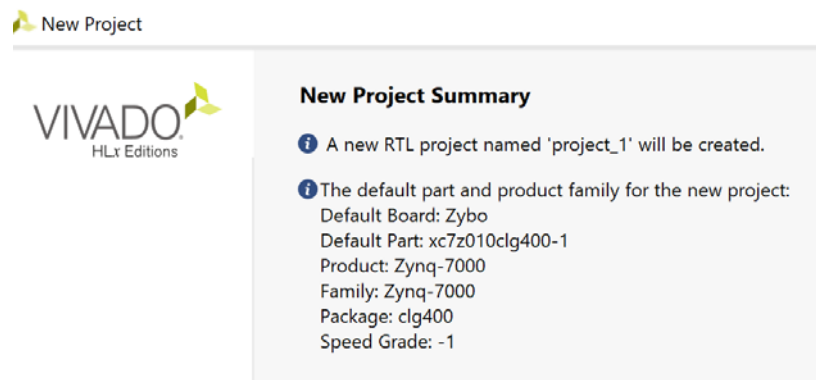 New Project
VIVADO.
HLx Editions
New Project Summary
A new RTL project named 'project_1' will be created.
The default part and product family for the new project:
Default Board: Zybo
Default Part: xc7z010clg400-1
Product: Zynq-7000
Family: Zynq-7000
Package: clg400
Speed Grade: -1